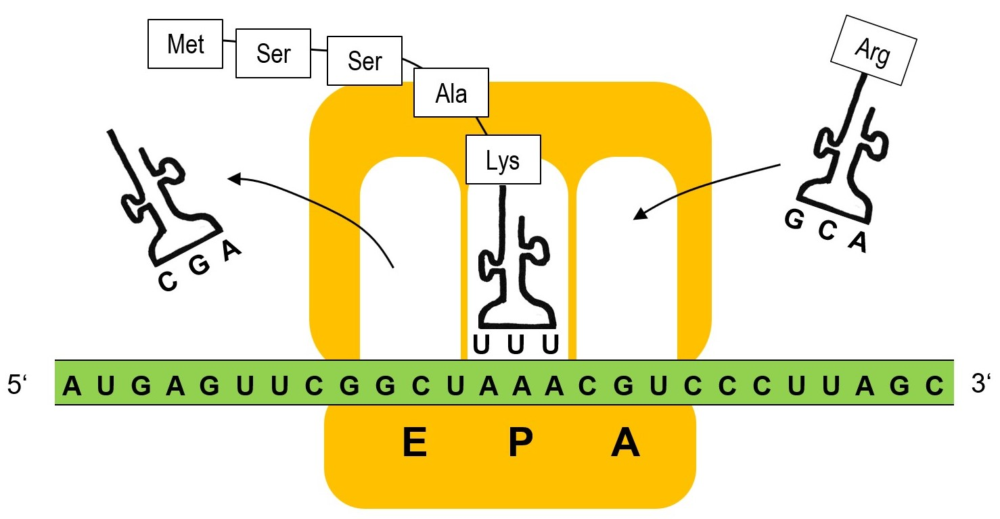 Met
Ser
Ser
Ala
Lys
Arg
C G A
G C A
U U U
5‘ A U G A G U U C G G C U A A A C G U C C C U U A G C 3‘
E P A